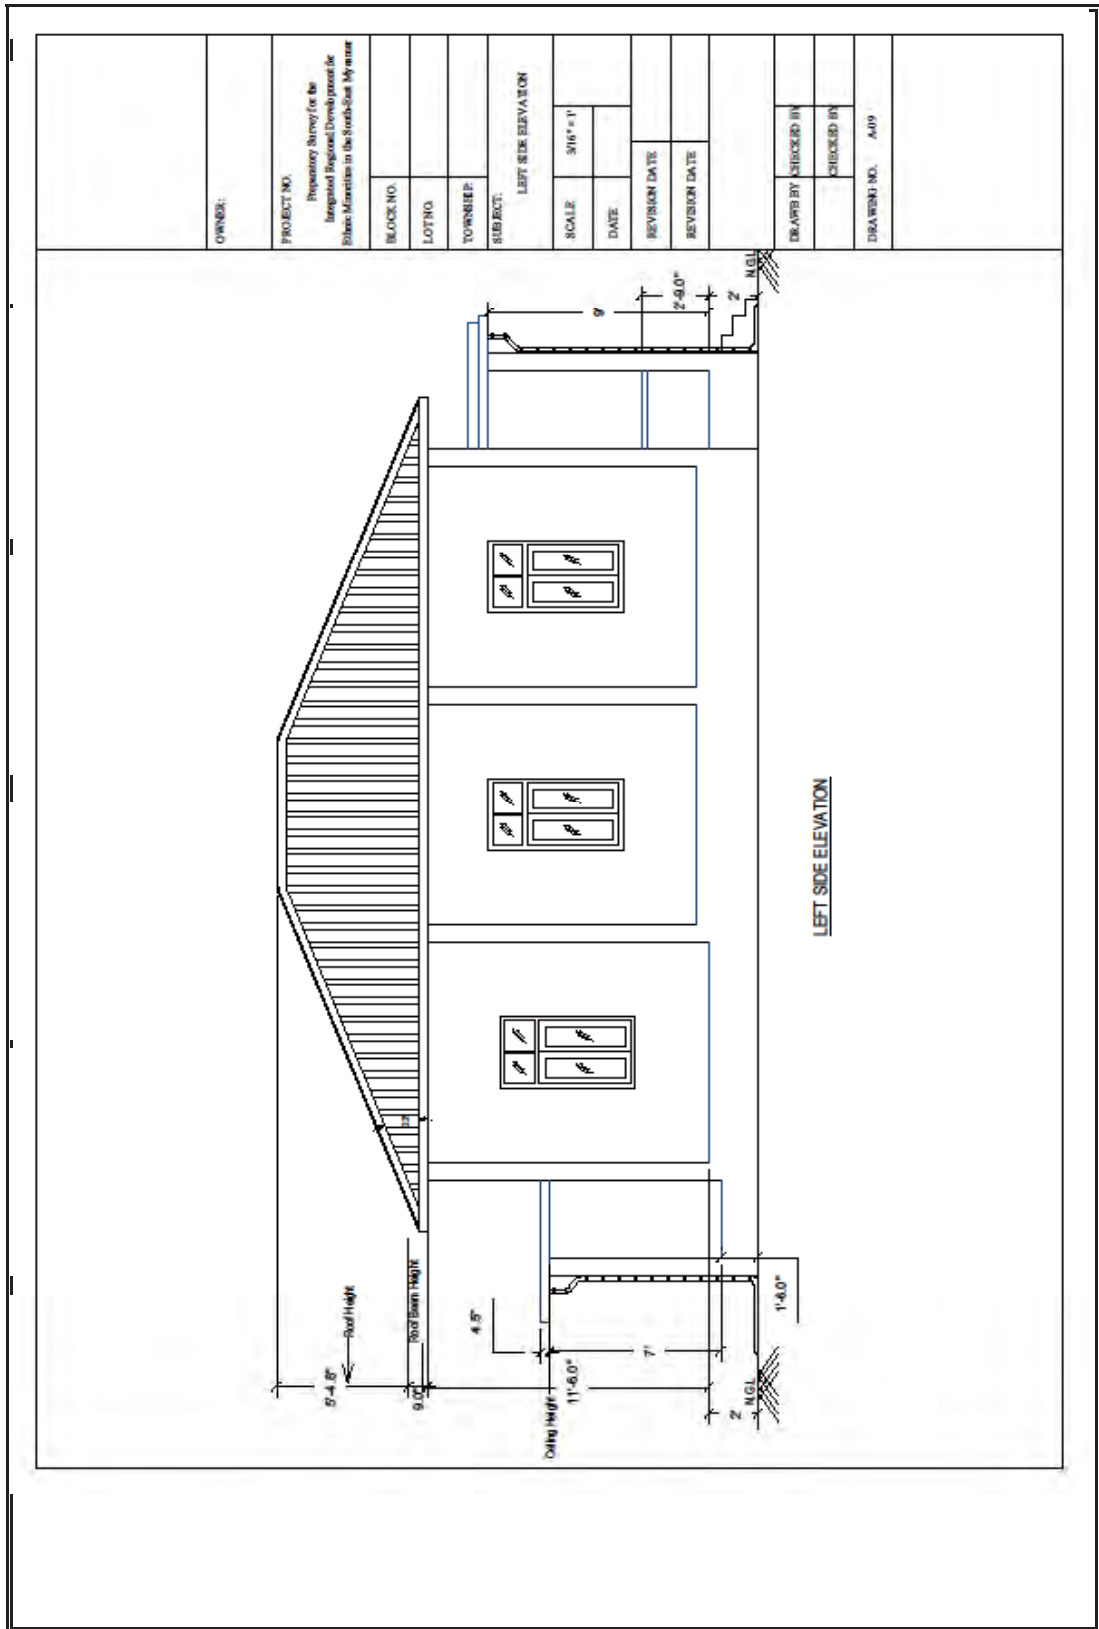 OWNER:
PROJECT NO.
Preparatory Survey for the
Integrated Regional Development for
Ethnic Minorities in the South-East Myanmar
BLOCK NO.
LOT NO.
TOWNSHIP:
SUBJECT:
LEFT SIDE ELEVATION
SCALE
3/16" = 1'
DATE
REVISION DATE
REVISION DATE
DRAWB BY
CHECKED BY
CHECKED BY
DRAWING NO.
A-09
5'-4.8"
Roof Height
Roof Beam Height
9.0"
4.5"
11'-6.0"
Ceiling Height
7'
1'-6.0"
2'
N.G.L
9'
2'-9.0"
2'
N.G.L
LEFT SIDE ELEVATION